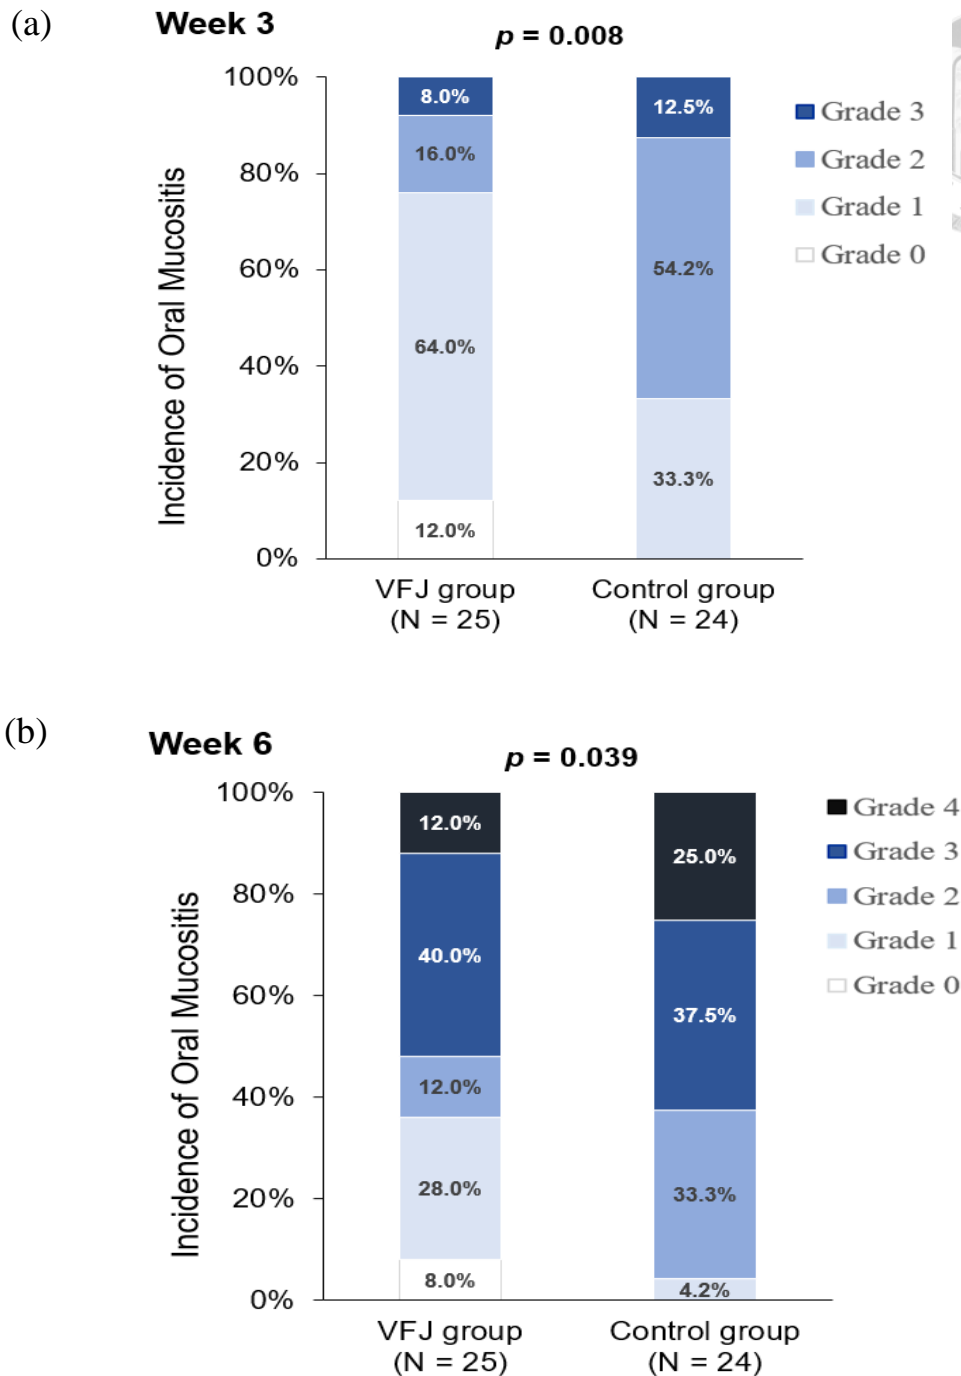 (a)
Week 3
p = 0.008
100%
80%
60%
40%
20%
0%
Incidence of Oral Mucositis
8.0%
16.0%
64.0%
12.0%
12.5%
54.2%
33.3%
Grade 3
Grade 2
Grade 1
Grade 0
VFJ group
(N = 25)
Control group
(N = 24)
(b)
Week 6
p = 0.039
100%
80%
60%
40%
20%
0%
Incidence of Oral Mucositis
12.0%
40.0%
12.0%
28.0%
8.0%
25.0%
37.5%
33.3%
4.2%
Grade 4
Grade 3
Grade 2
Grade 1
Grade 0
VFJ group
(N = 25)
Control group
(N = 24)